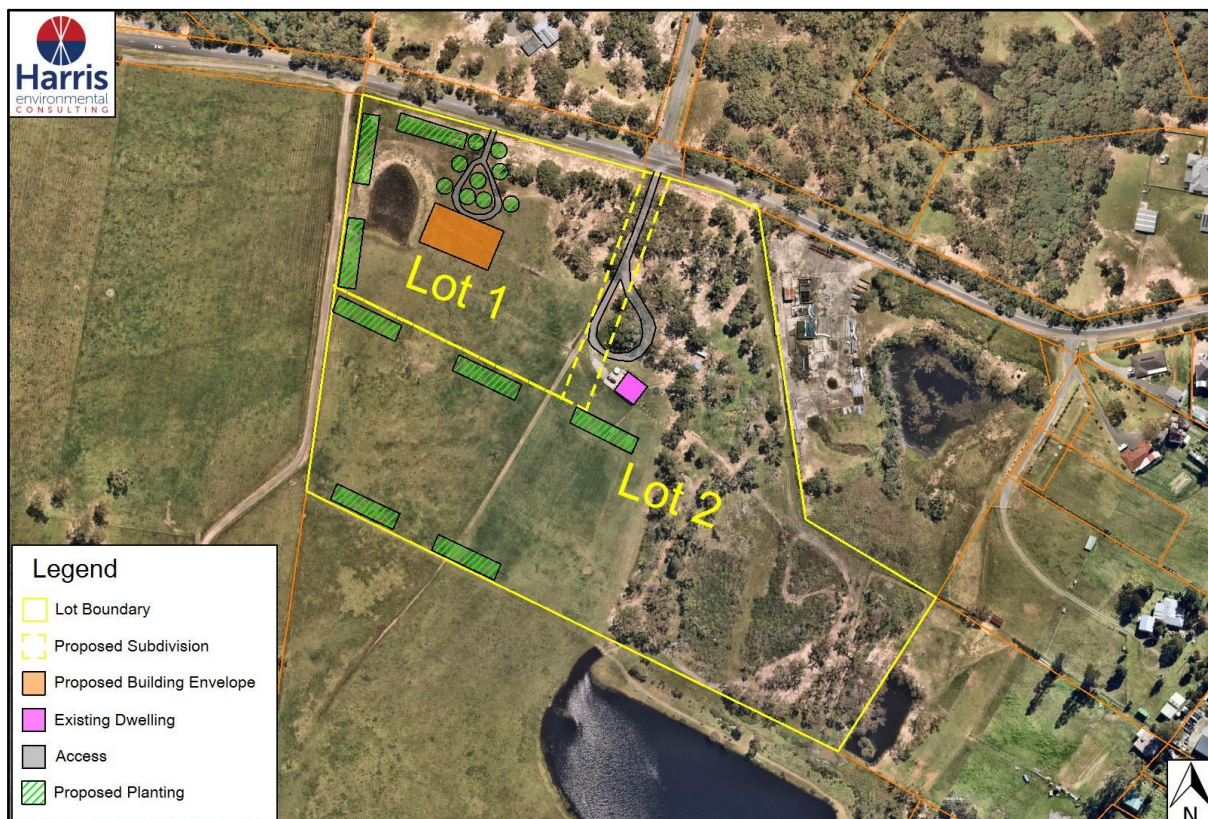 Harris
environmental
CONSULTING
Lot 1
Lot 2
Legend
Lot Boundary
Proposed Subdivision
Proposed Building Envelope
Existing Dwelling
Access
Proposed Planting
N